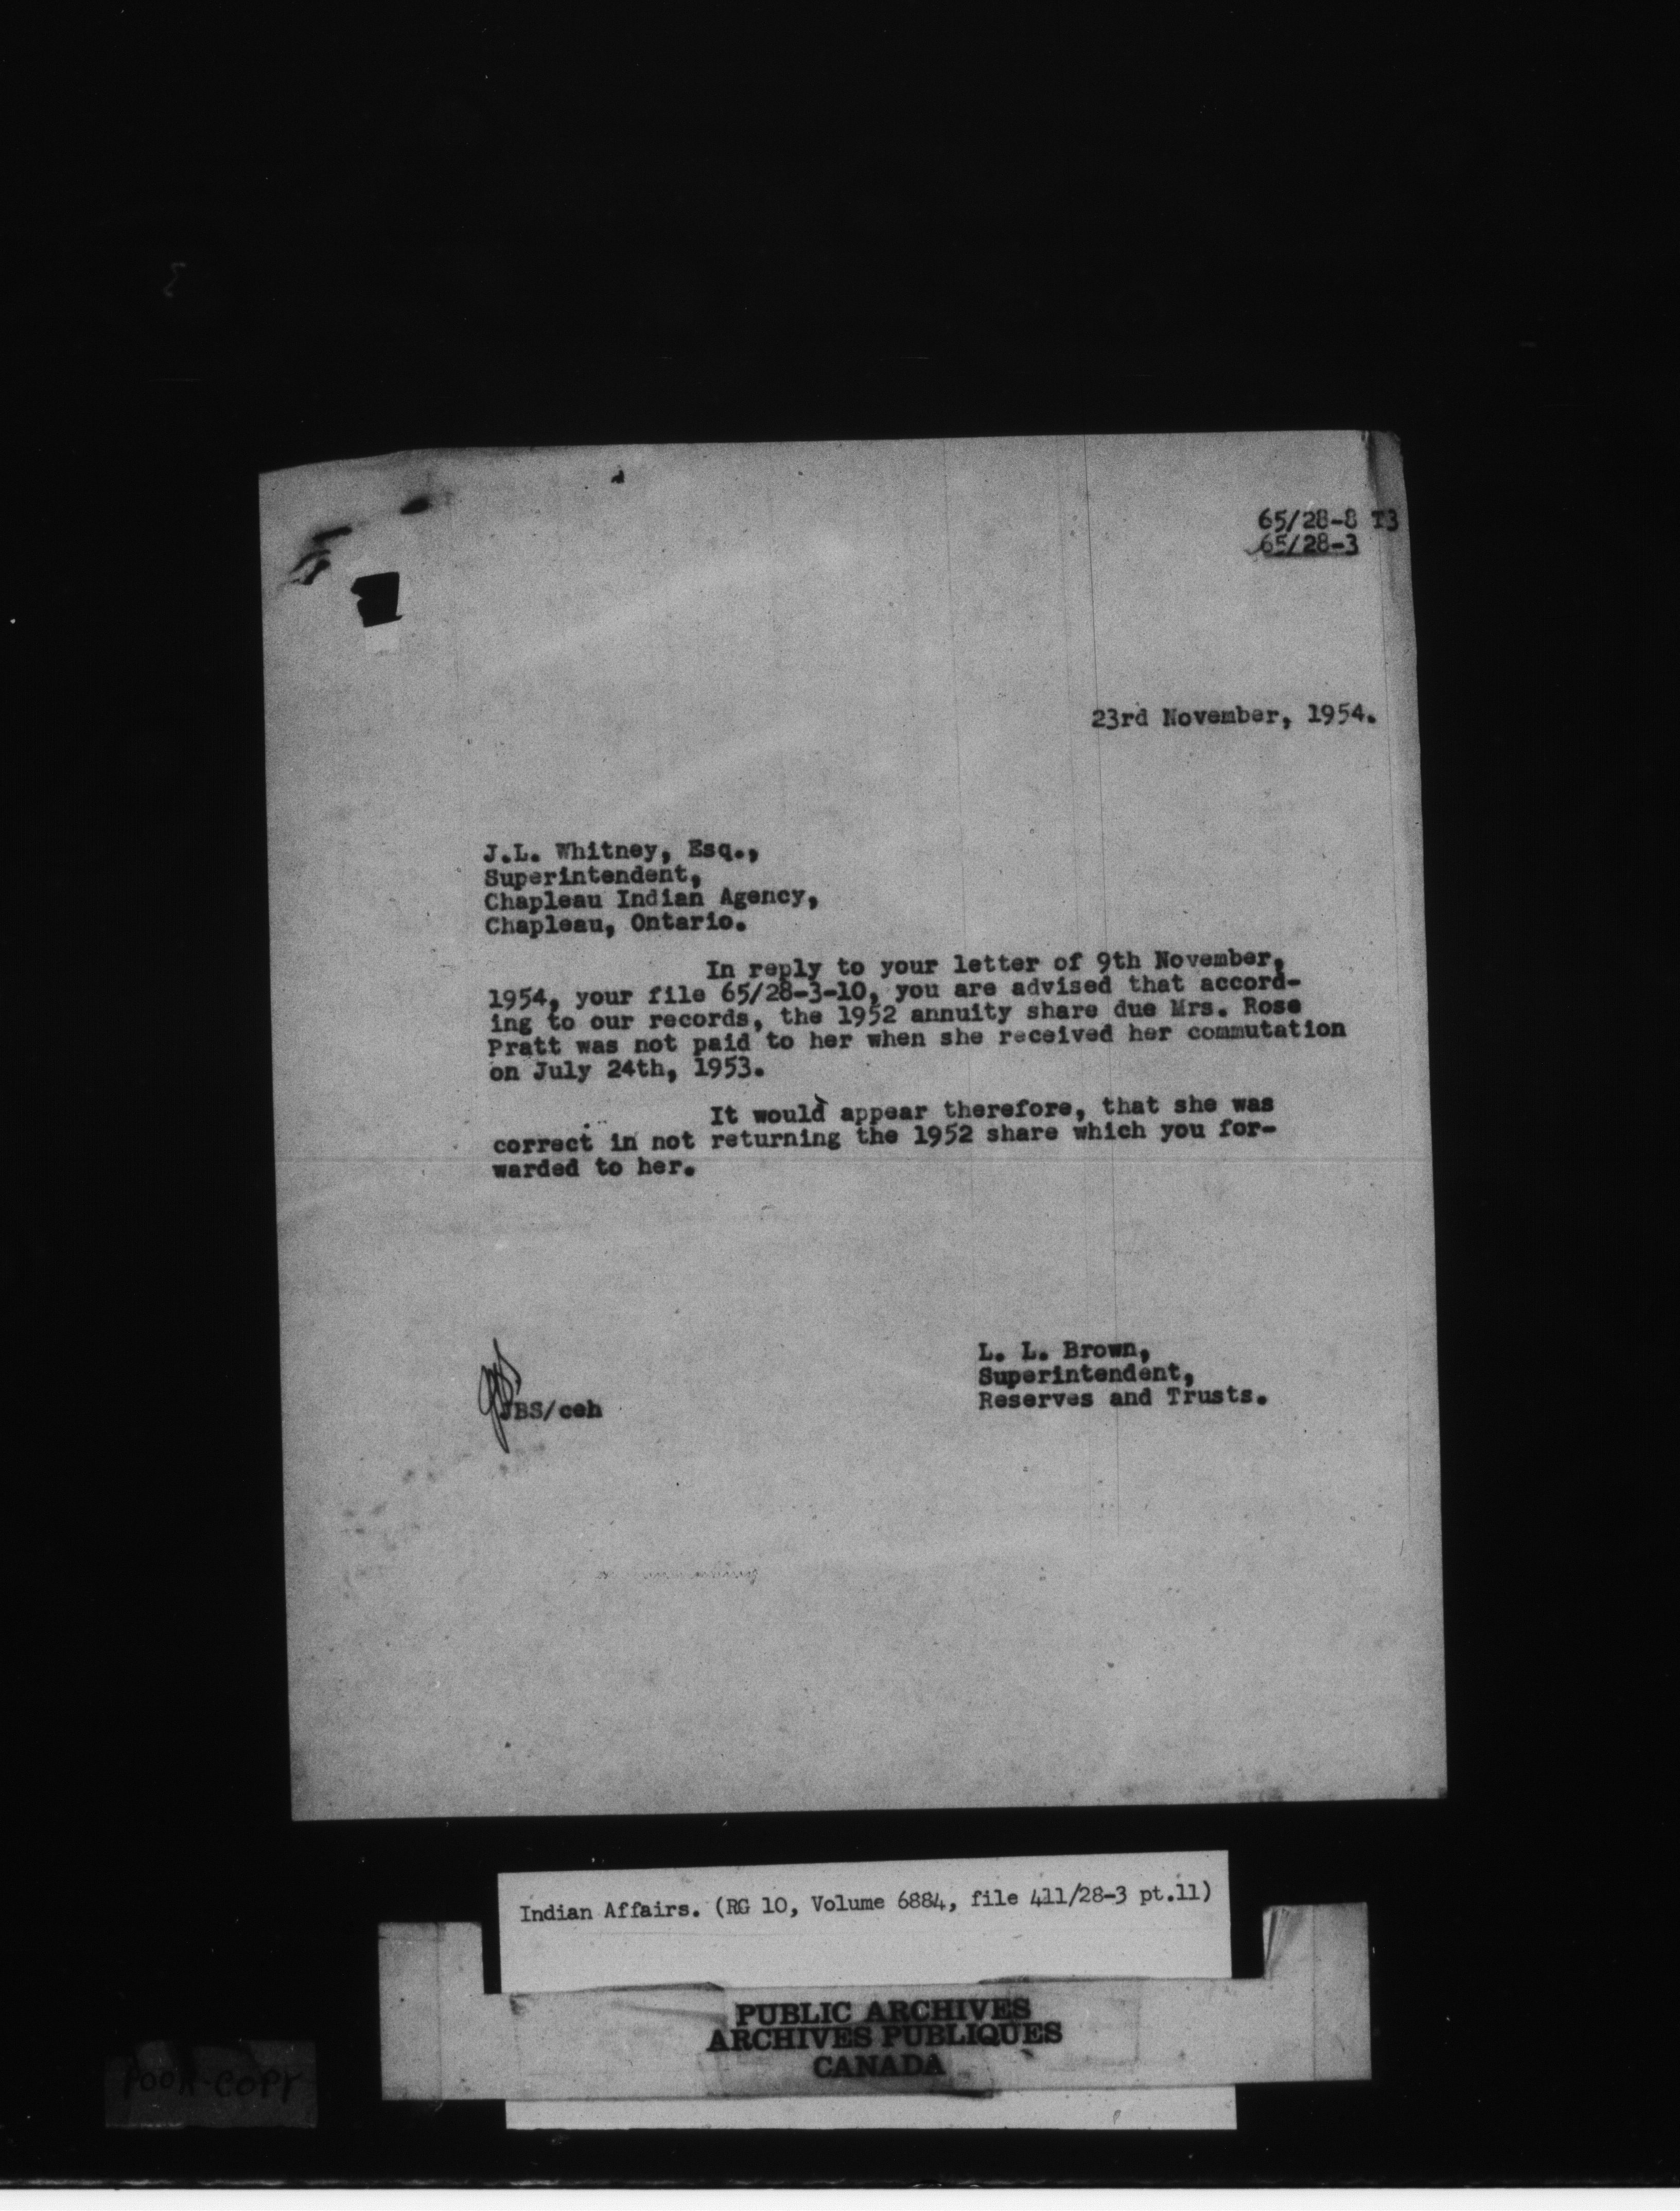 65/28-8 T3
65/28-3
23rd November, 1954.
J.L. Whitney, Esq.,
Superintendent,
Chapleau Indian Agency,
Chapleau, Ontario.
In reply to your letter of 9th November,
1954, your file 65/28-3-10, you are advised that accord-
ing to our records, the 1952 annuity share due Mrs. Rose
Pratt was not paid to her when she received her commutation
on July 24th, 1953.
It would appear therefore, that she was
correct in not returning the 1952 share which you for-
warded to her.
L. L. Brown,
Superintendent,
Reserves and Trusts.
JBS/ceh
Indian Affairs. (RG 10, Volume 6884, file 411/28-3 pt.11)
PUBLIC ARCHIVES
ARCHIVES PUBLIQUES
CANADA
POOR COPY